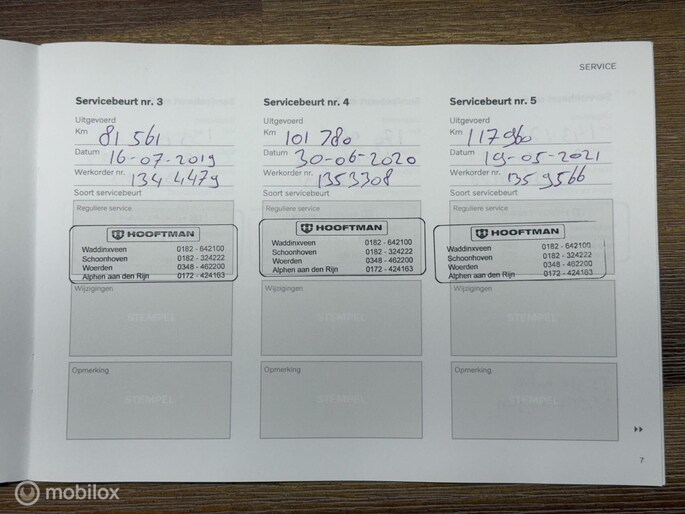 SERVICE
Servicebeurt nr. 3
Uitgevoerd
Km 81 561
Datum 16-07-2019
Werkorder nr. 134 4479
Soort servicebeurt
Reguliere service
HOOFTMAN
Waddinxveen 0182 - 642100
Schoonhoven 0182 - 324222
Woerden 0348 - 462200
Alphen aan den Rijn 0172 - 424163
Wijzigingen
STEMPEL
Opmerking
STEMPEL
Servicebeurt nr. 4
Uitgevoerd
Km 101 780
Datum 30-06-2020
Werkorder nr. 1353308
Soort servicebeurt
Reguliere service
HOOFTMAN
Waddinxveen 0182 - 642100
Schoonhoven 0182 - 324222
Woerden 0348 - 462200
Alphen aan den Rijn 0172 - 424163
Wijzigingen
STEMPEL
Opmerking
STEMPEL
Servicebeurt nr. 5
Uitgevoerd
Km 117960
Datum 19-05-2021
Werkorder nr. 1359566
Soort servicebeurt
Reguliere service
HOOFTMAN
Waddinxveen 0182 - 642100
Schoonhoven 0182 - 324222
Woerden 0348 - 462200
Alphen aan den Rijn 0172 - 424163
Wijzigingen
STEMPEL
Opmerking
STEMPEL
7
mobilox